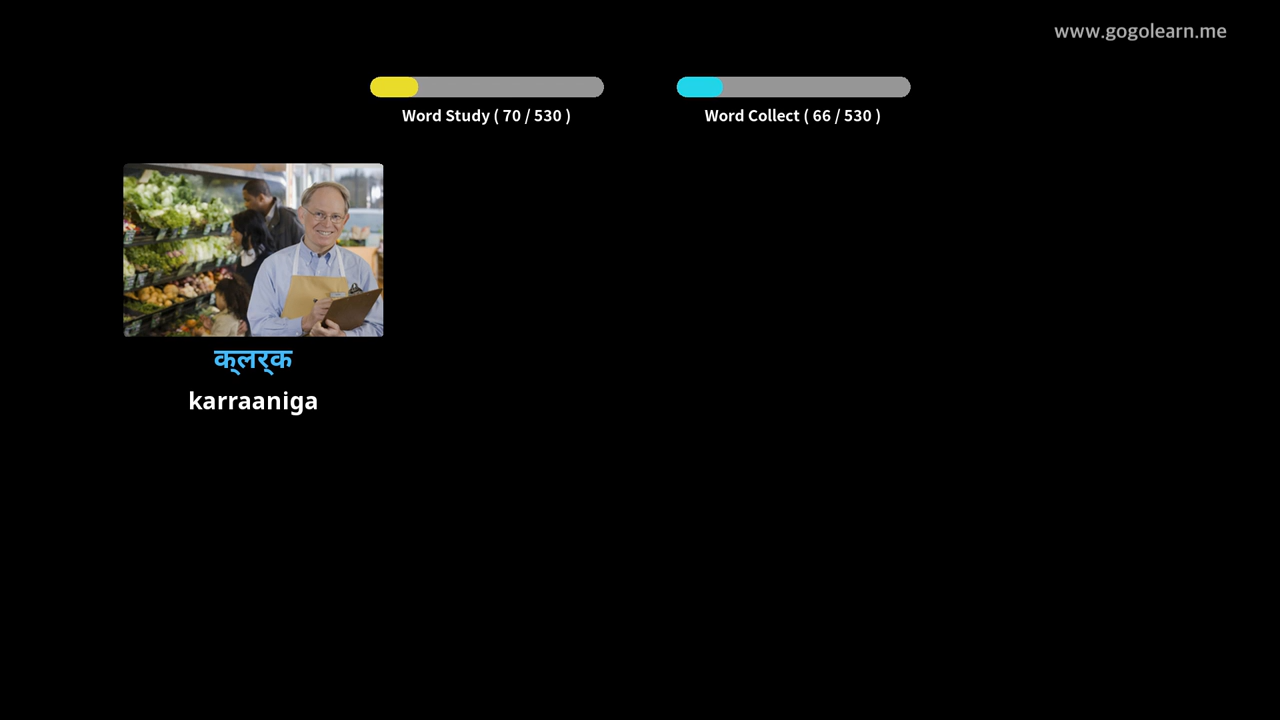 www.gogolearn.me
Word Study ( 70 / 530 )
Word Collect ( 66 / 530 )
क्लर्क
karraaniga